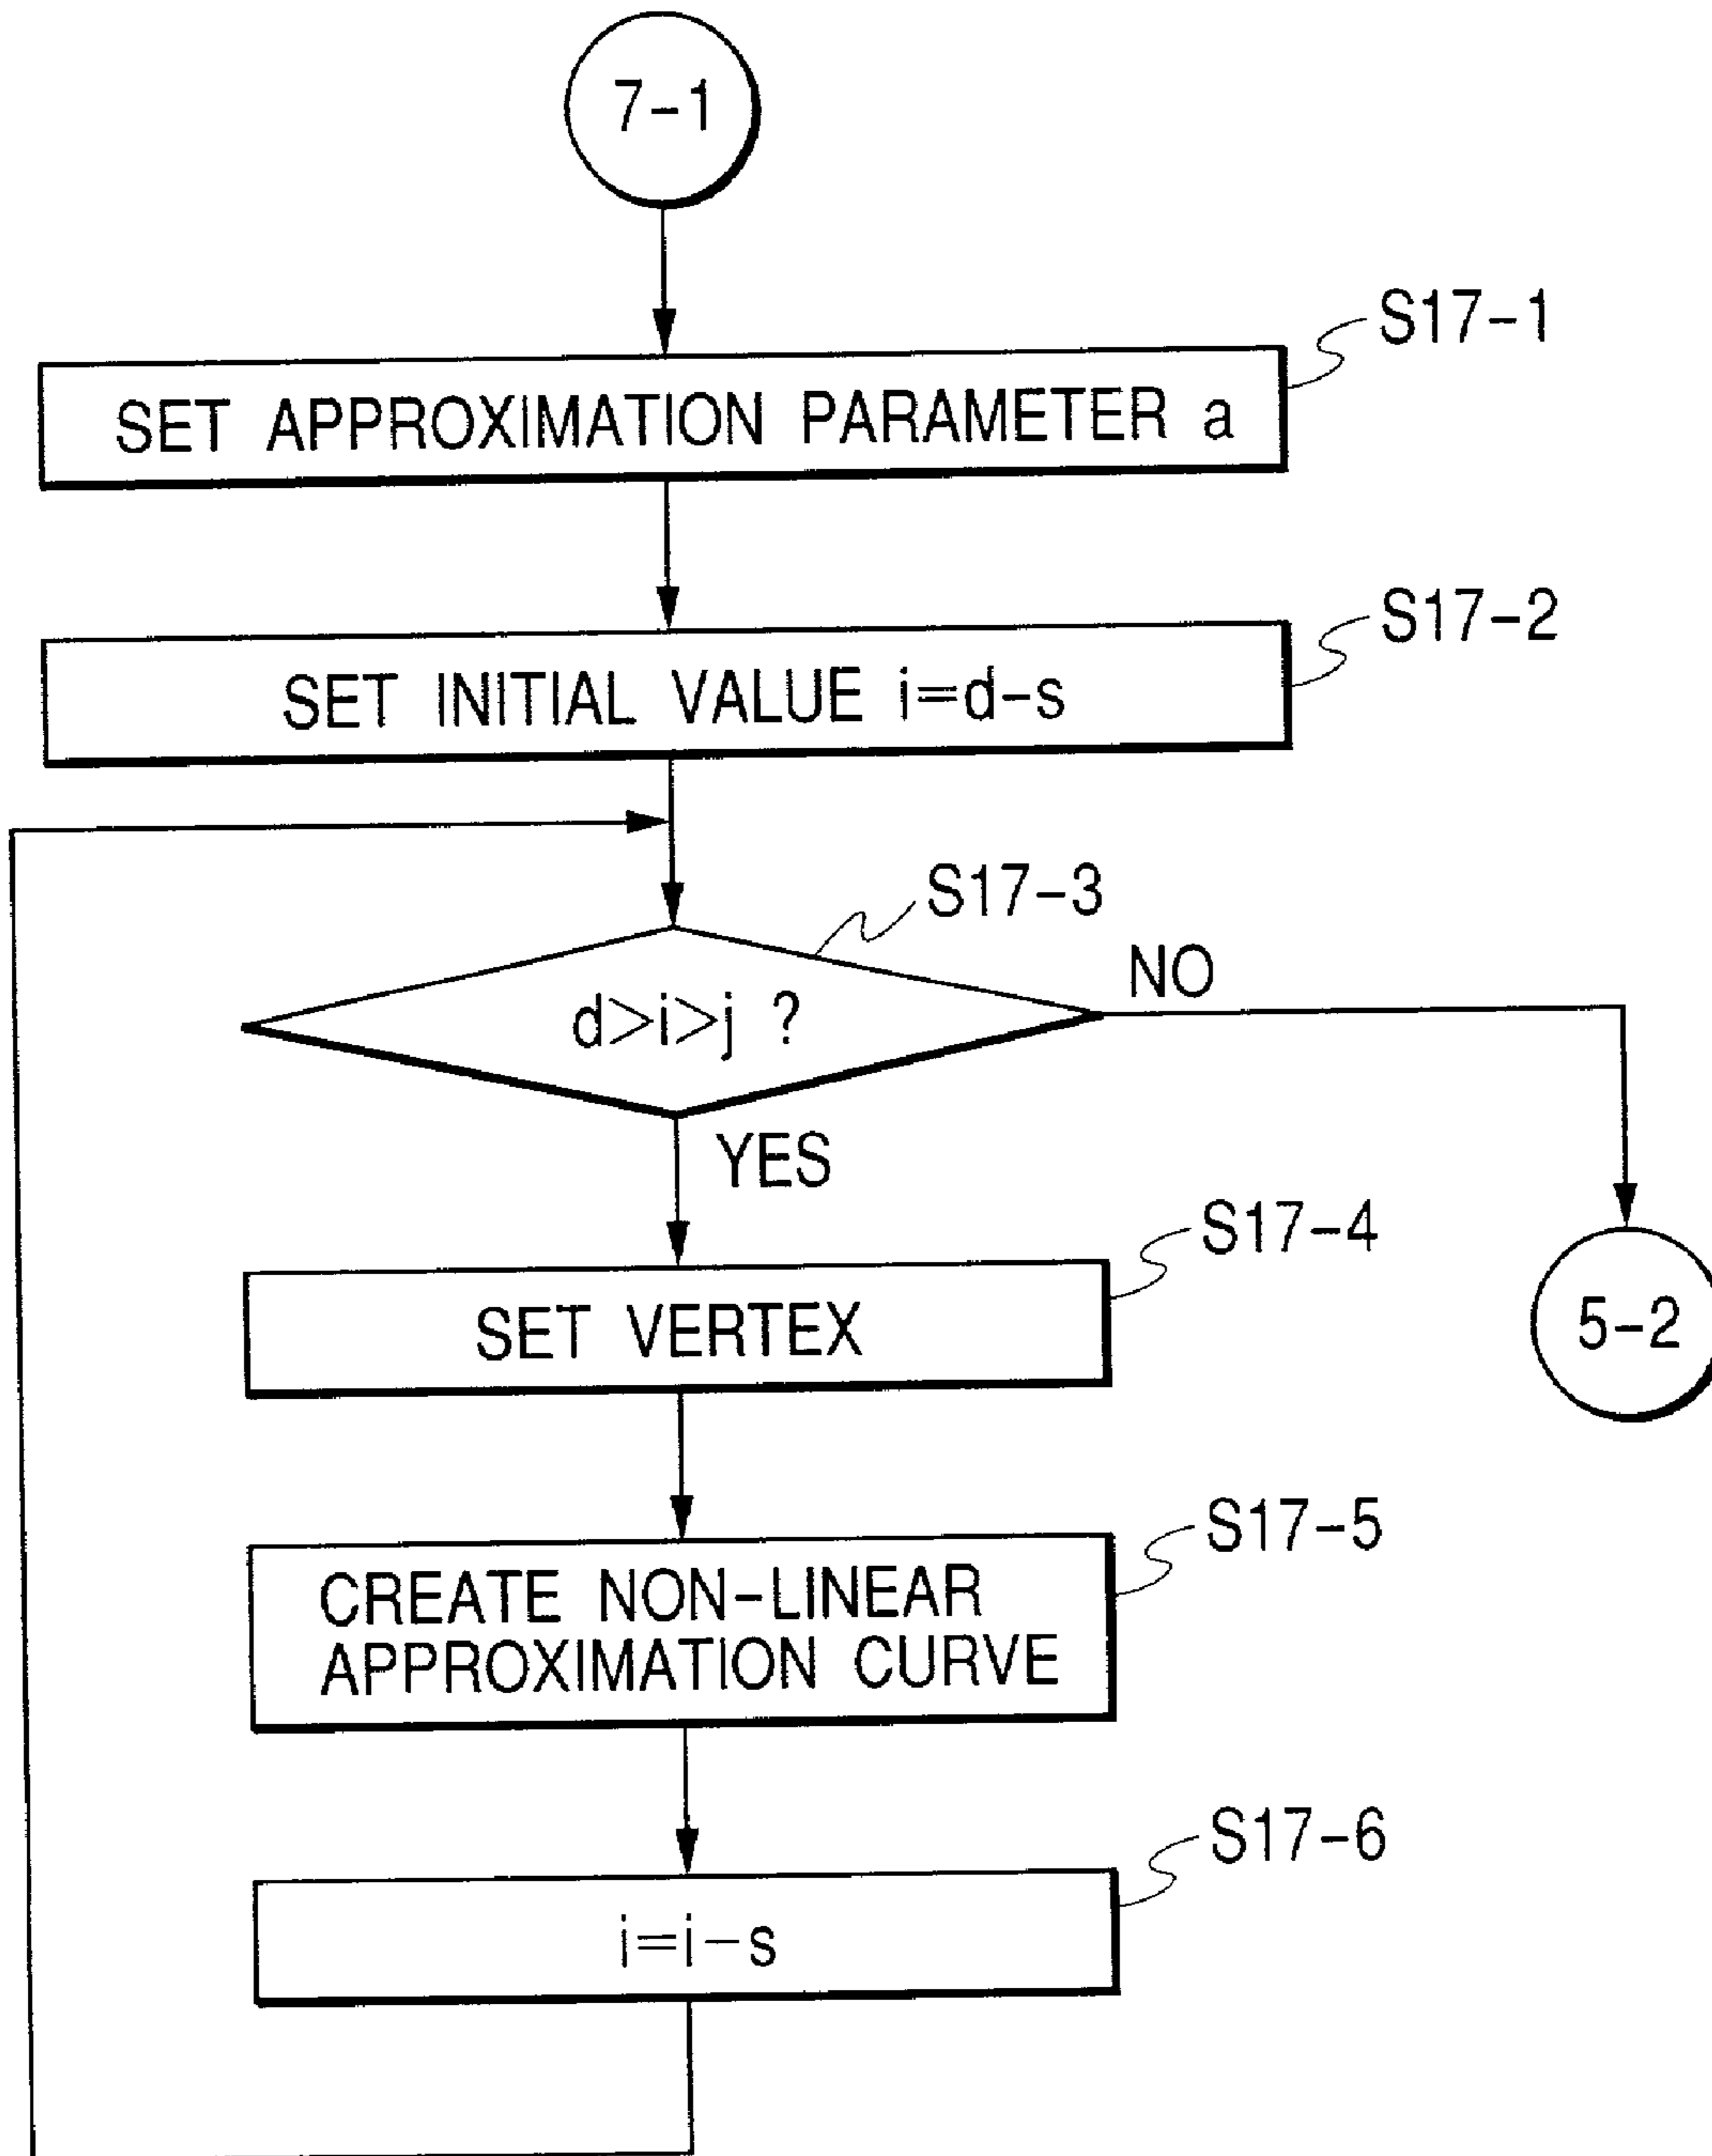 7-1
S17-1
SET APPROXIMATION PARAMETER a
S17-2
SET INITIAL VALUE i=d-s
S17-3
d>i>j ?
NO
YES
S17-4
SET VERTEX
5-2
S17-5
CREATE NON-LINEAR
APPROXIMATION CURVE
S17-6
i=i-s